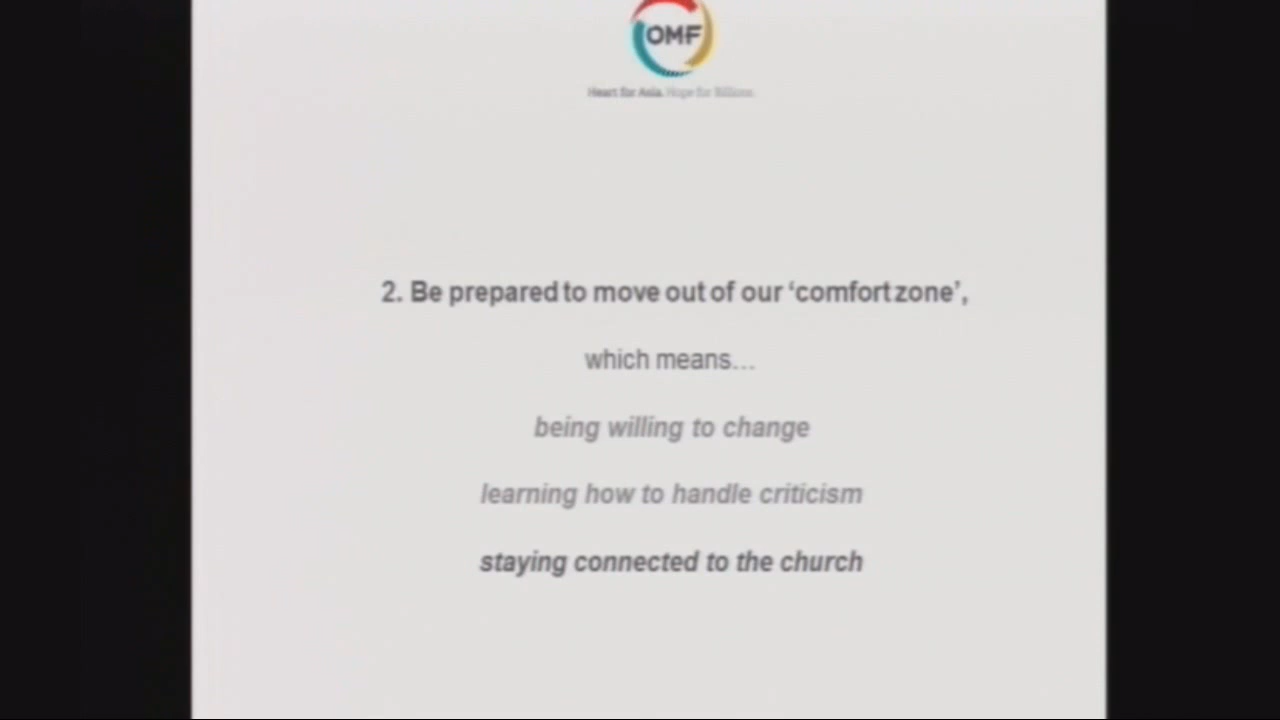 OMF
Heart for Asia. Hope for Billions.
2. Be prepared to move out of our ‘comfort zone’,
which means…
being willing to change
learning how to handle criticism
staying connected to the church